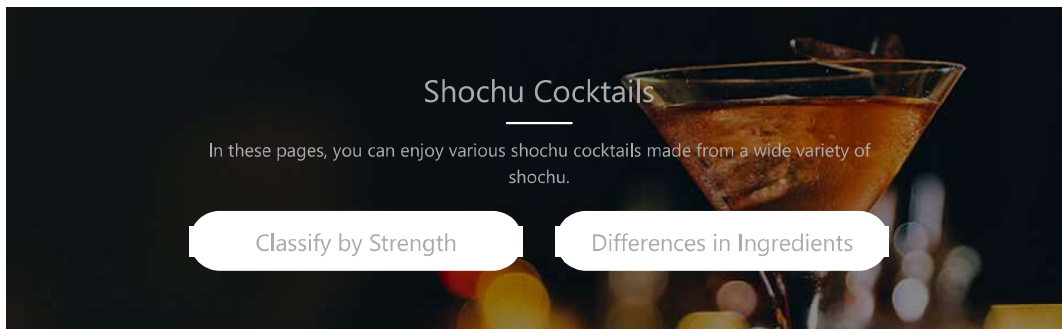 Shochu Cocktails
In these pages, you can enjoy various shochu cocktails made from a wide variety of
shochu.
Classify by Strength
Differences in Ingredients